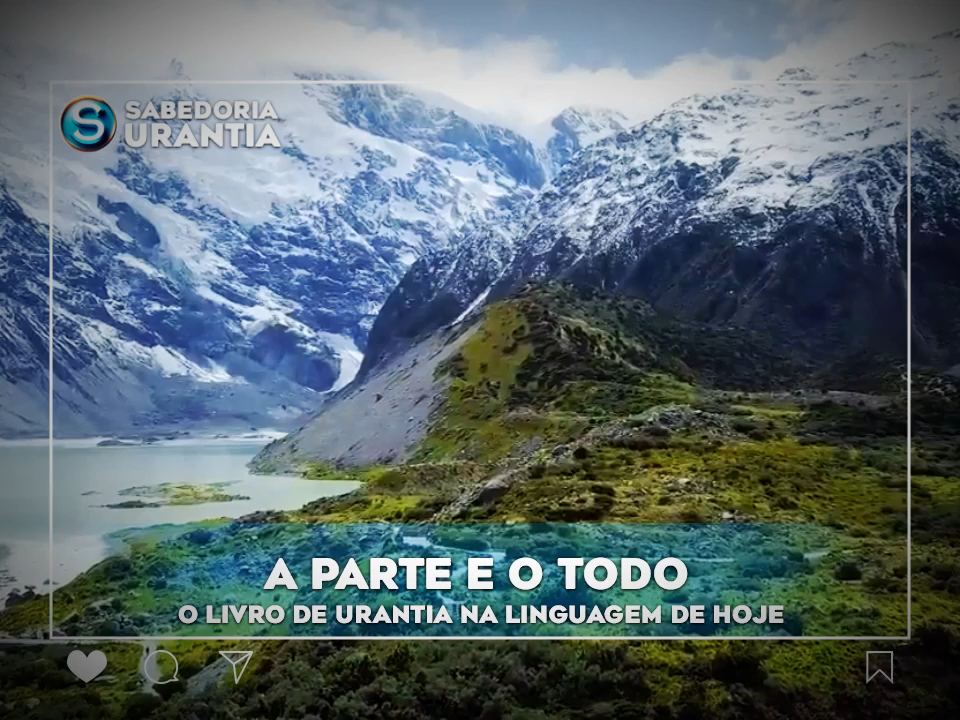 S
SABEDORIA
URANTIA
A PARTE E O TODO
O LIVRO DE URANTIA NA LINGUAGEM DE HOJE